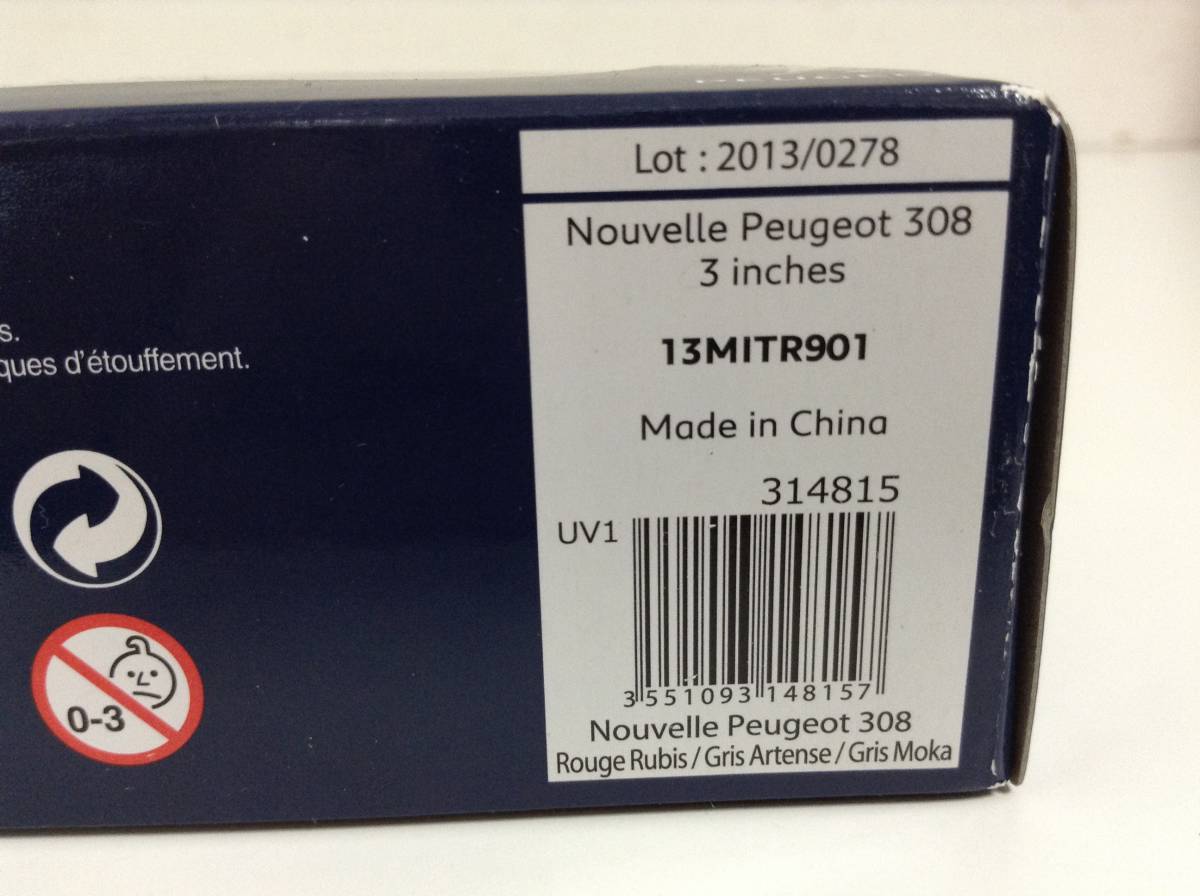 Lot : 2013/0278
Nouvelle Peugeot 308
3 inches
13MITR901
Made in China
314815
UV1
3 551093 148157
Nouvelle Peugeot 308
Rouge Rubis / Gris Artense / Gris Moka
s.
ques d'étouffement.
0-3